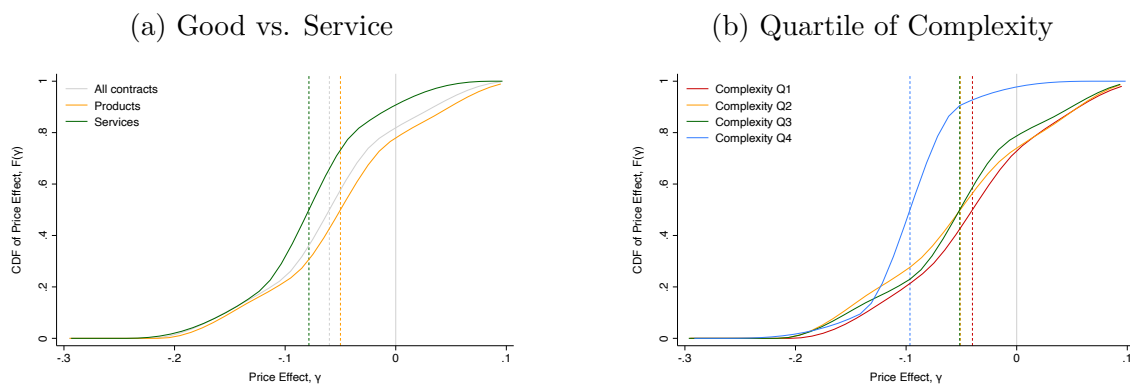 (a) Good vs. Service
CDF of Price Effect, F(γ)
1
.8
.6
.4
.2
0
All contracts
Products
Services
-.3 -.2 -.1 0 .1
Price Effect, γ
(b) Quartile of Complexity
CDF of Price Effect, F(γ)
1
.8
.6
.4
.2
0
Complexity Q1
Complexity Q2
Complexity Q3
Complexity Q4
-.3 -.2 -.1 0 .1
Price Effect, γ